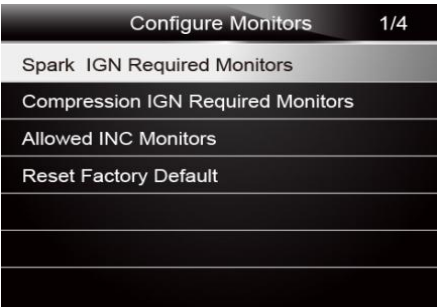 Configure Monitors 1/4
Spark IGN Required Monitors
Compression IGN Required Monitors
Allowed INC Monitors
Reset Factory Default